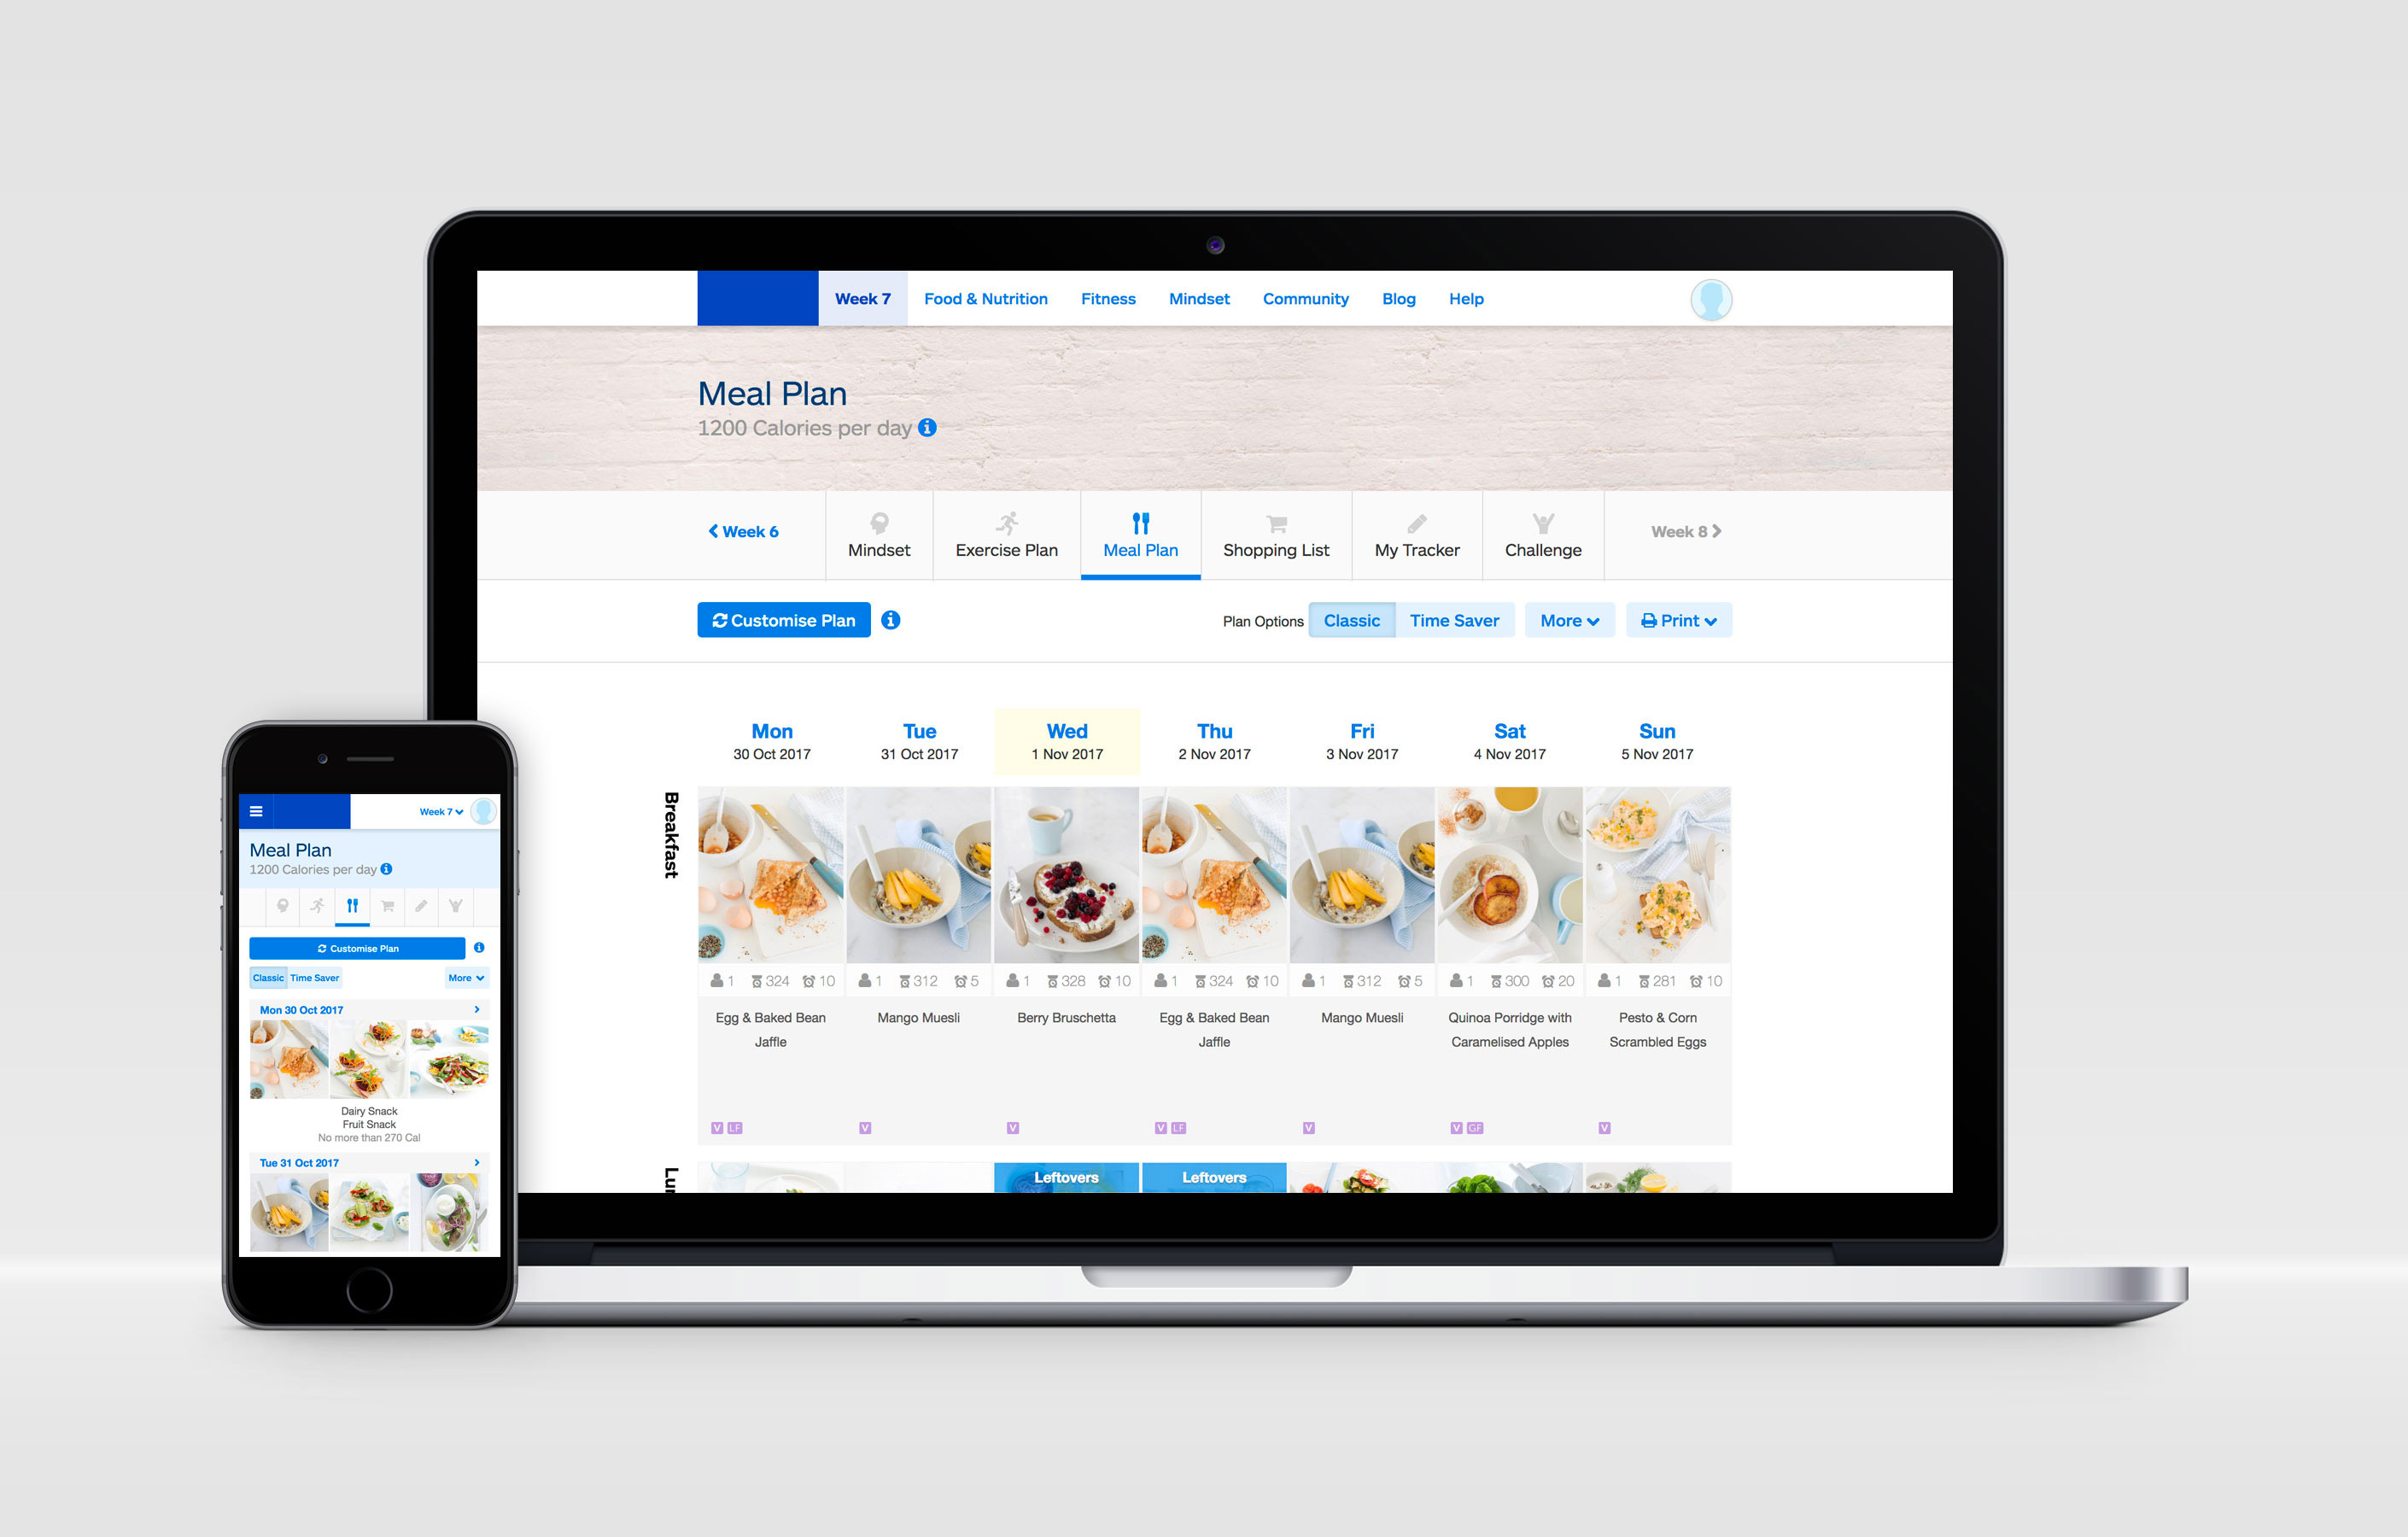 Week 7
Food & Nutrition
Fitness
Mindset
Community
Blog
Help
Meal Plan
1200 Calories per day
Week 6
Mindset
Exercise Plan
Meal Plan
Shopping List
My Tracker
Challenge
Week 8
Customise Plan
Plan Options
Classic
Time Saver
More
Print
Mon
30 Oct 2017
Tue
31 Oct 2017
Wed
1 Nov 2017
Thu
2 Nov 2017
Fri
3 Nov 2017
Sat
4 Nov 2017
Sun
5 Nov 2017
Breakfast
1 324 10
1 312 5
1 328 10
1 324 10
1 312 5
1 300 20
1 281 10
Egg & Baked Bean
Jaffle
Mango Muesli
Berry Bruschetta
Egg & Baked Bean
Jaffle
Mango Muesli
Quinoa Porridge with
Caramelised Apples
Pesto & Corn
Scrambled Eggs
V LF
V
V
V LF
V
V GF
V
Leftovers
Leftovers
Week 7
Meal Plan
1200 Calories per day
Customise Plan
Classic
Time Saver
More
Mon 30 Oct 2017
Dairy Snack
Fruit Snack
No more than 270 Cal
Tue 31 Oct 2017